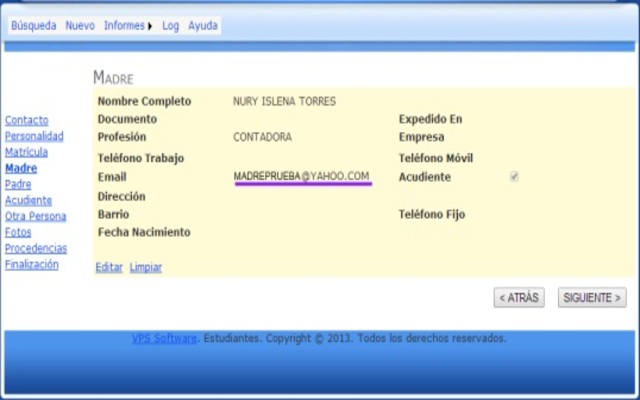 Búsqueda Nuevo Informes Log Ayuda
MADRE
Nombre Completo NURY ISLENA TORRES
Documento Expedido En
Profesión CONTADORA Empresa
Teléfono Trabajo Teléfono Móvil
Email MADREPRUEBA@YAHOO.COM Acudiente
Dirección
Barrio Teléfono Fijo
Fecha Nacimiento
Editar Limpiar
Contacto
Personalidad
Matrícula
Madre
Padre
Acudiente
Otra Persona
Fotos
Procedencias
Finalización
< ATRÁS SIGUIENTE >
VPS Software. Estudiantes. Copyright © 2013. Todos los derechos reservados.